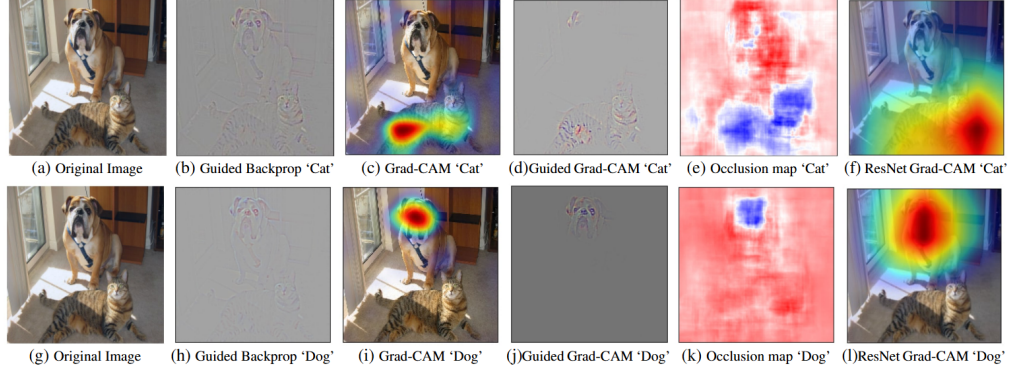 (a) Original Image (b) Guided Backprop ‘Cat’ (c) Grad-CAM ‘Cat’ (d)Guided Grad-CAM ‘Cat’ (e) Occlusion map ‘Cat’ (f) ResNet Grad-CAM ‘Cat’
(g) Original Image (h) Guided Backprop ‘Dog’ (i) Grad-CAM ‘Dog’ (j)Guided Grad-CAM ‘Dog’ (k) Occlusion map ‘Dog’ (l)ResNet Grad-CAM ‘Dog’